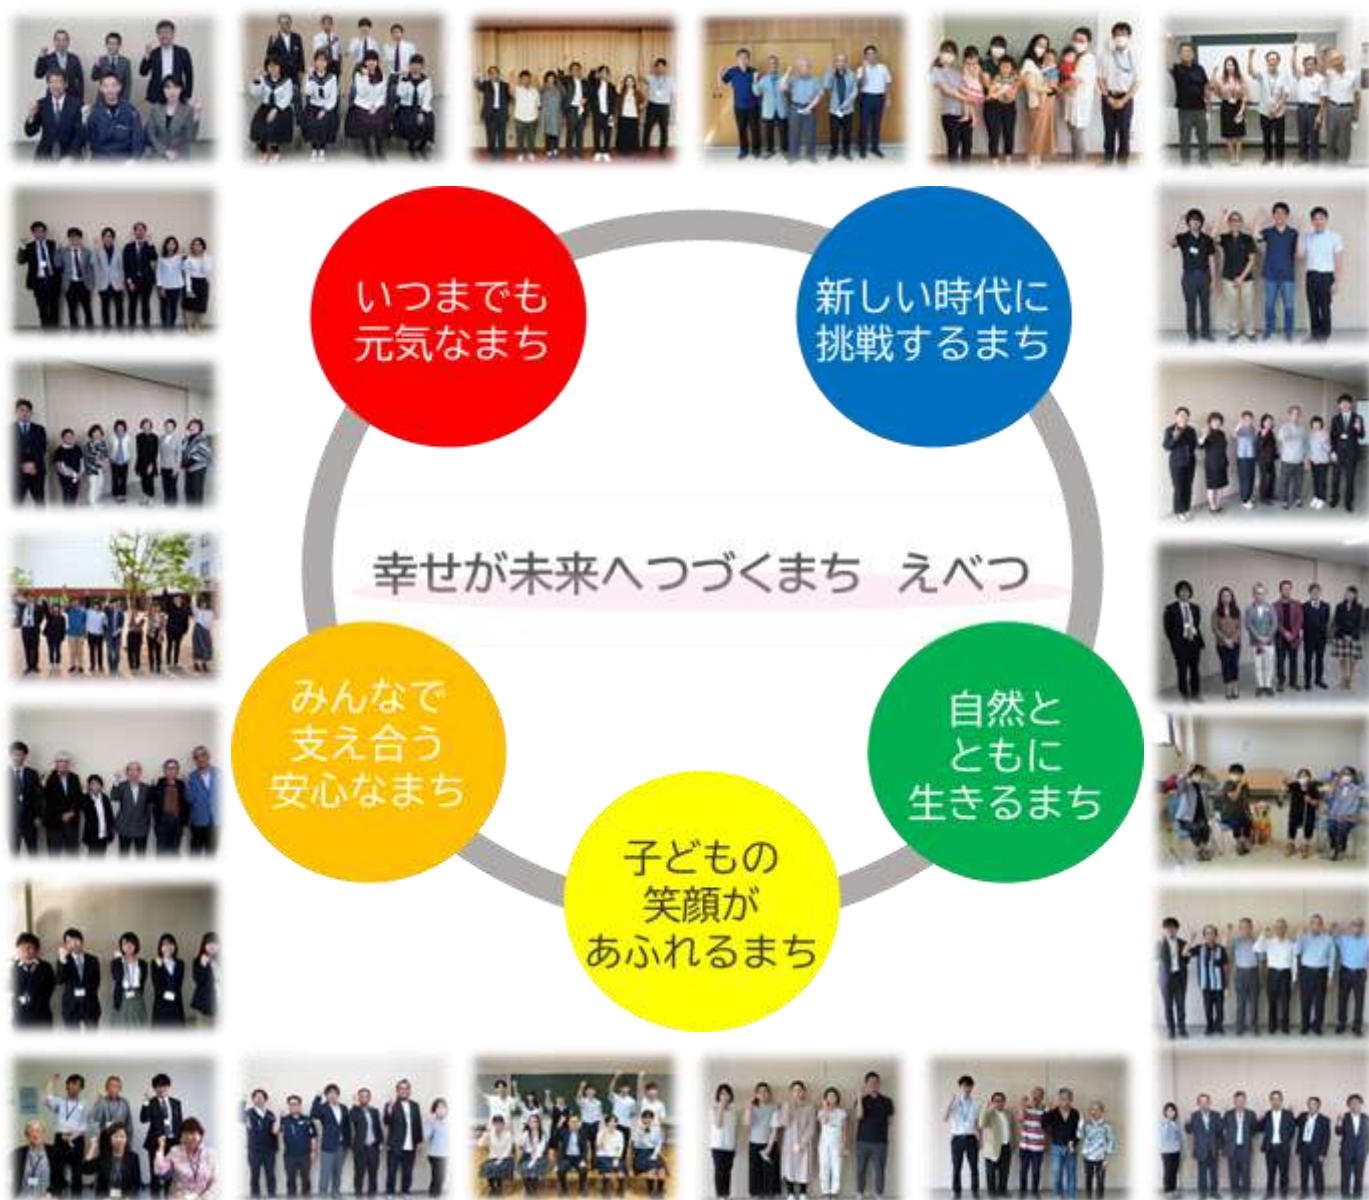 いつまでも
元気なまち
新しい時代に
挑戦するまち
幸せが未来へつづくまち　えべつ
みんなで
支え合う
安心なまち
自然と
ともに
生きるまち
子どもの
笑顔が
あふれるまち